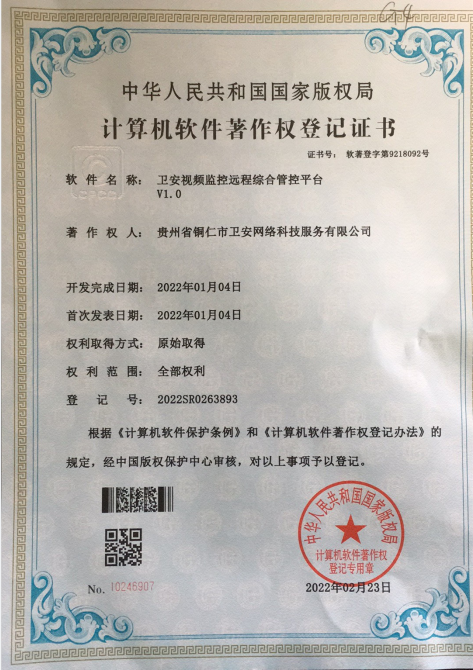 G4
中华人民共和国国家版权局
计算机软件著作权登记证书
证书号： 软著登字第9218092号
软件名称： 卫安视频监控远程综合管控平台
V1.0
著作权人： 贵州省铜仁市卫安网络科技服务有限公司
开发完成日期： 2022年01月04日
首次发表日期： 2022年01月04日
权利取得方式： 原始取得
权利范围： 全部权利
登记号： 2022SR0263893
根据《计算机软件保护条例》和《计算机软件著作权登记办法》的
规定，经中国版权保护中心审核，对以上事项予以登记。
中华人民共和国国家版权局
计算机软件著作权
登记专用章
No. 10246907
2022年02月23日